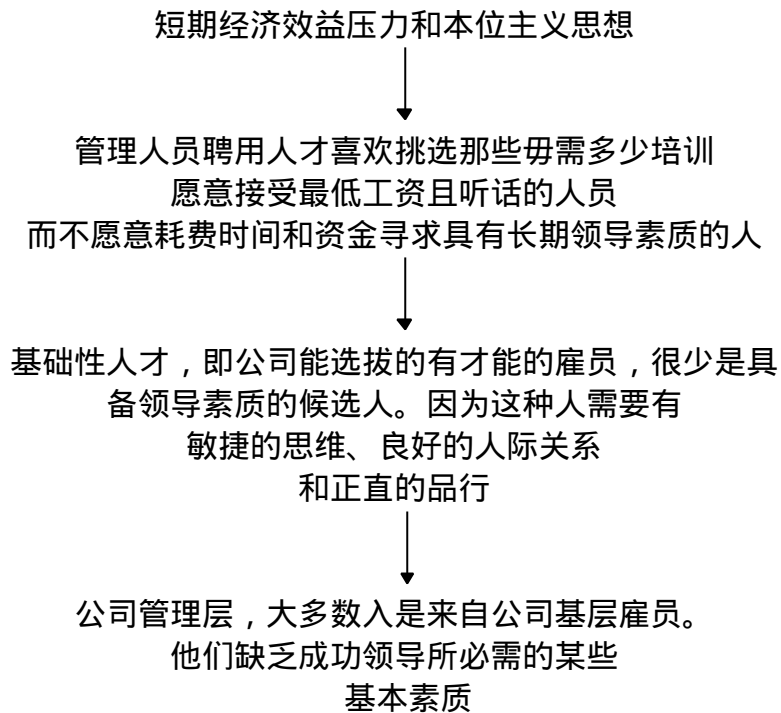 短期经济效益压力和本位主义思想
管理人员聘用人才喜欢挑选那些毋需多少培训
愿意接受最低工资且听话的人员
而不愿意耗费时间和资金寻求具有长期领导素质的人
基础性人才，即公司能选拔的有才能的雇员，很少是具
备领导素质的候选人。因为这种人需要有
敏捷的思维、良好的人际关系
和正直的品行
公司管理层，大多数入是来自公司基层雇员。
他们缺乏成功领导所必需的某些
基本素质